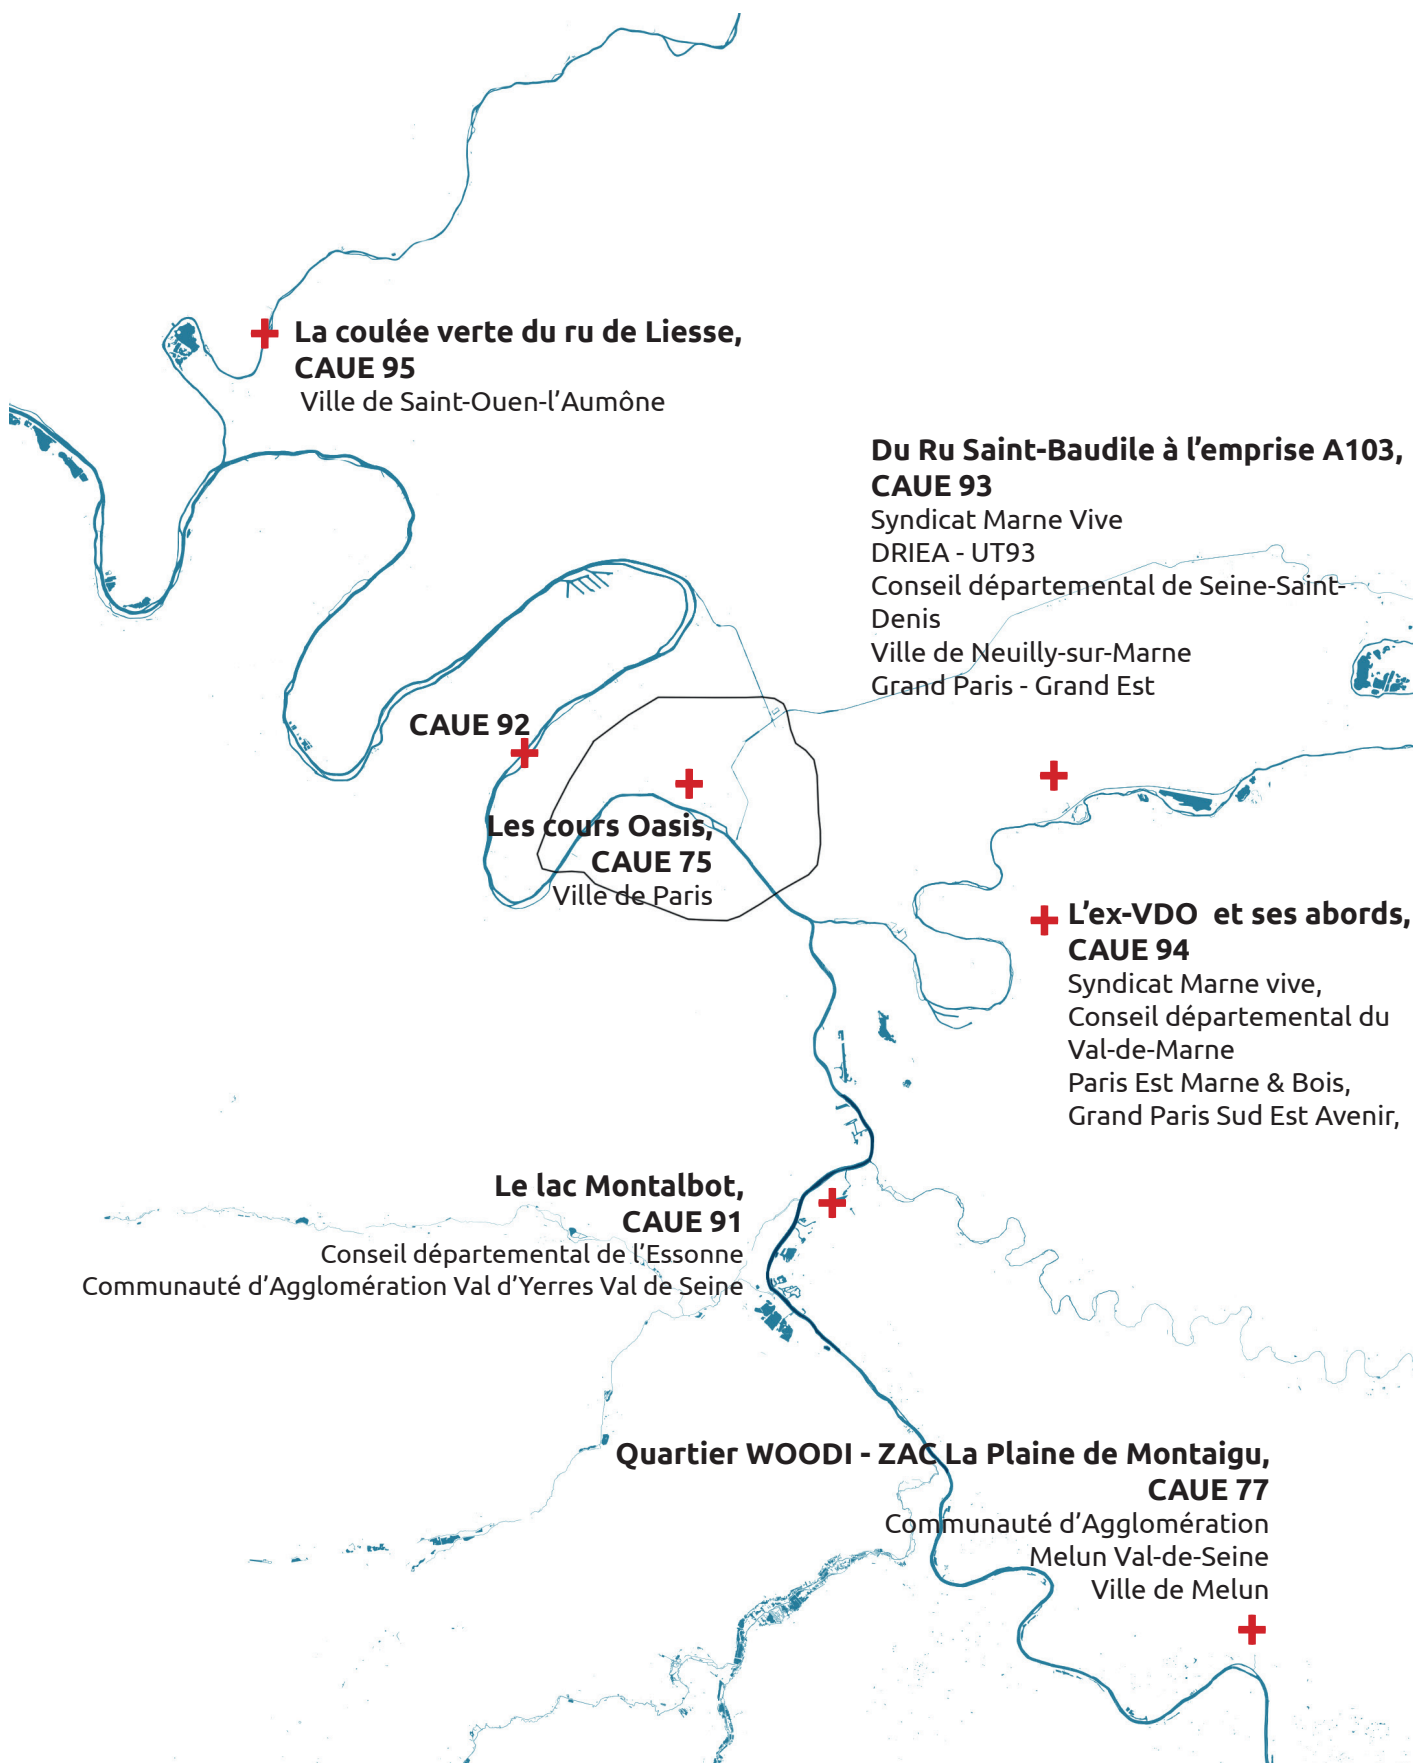 La coulée verte du ru de Liesse,
CAUE 95
Ville de Saint-Ouen-l’Aumône
Du Ru Saint-Baudile à l’emprise A103,
CAUE 93
Syndicat Marne Vive
DRIEA - UT93
Conseil départemental de Seine-Saint-
Denis
Ville de Neuilly-sur-Marne
Grand Paris - Grand Est
CAUE 92
Les cours Oasis,
CAUE 75
Ville de Paris
L’ex-VDO et ses abords,
CAUE 94
Syndicat Marne vive,
Conseil départemental du
Val-de-Marne
Paris Est Marne & Bois,
Grand Paris Sud Est Avenir,
Le lac Montalbot,
CAUE 91
Conseil départemental de l’Essonne
Communauté d’Agglomération Val d’Yerres Val de Seine
Quartier WOODI - ZAC La Plaine de Montaigu,
CAUE 77
Communauté d’Agglomération
Melun Val-de-Seine
Ville de Melun